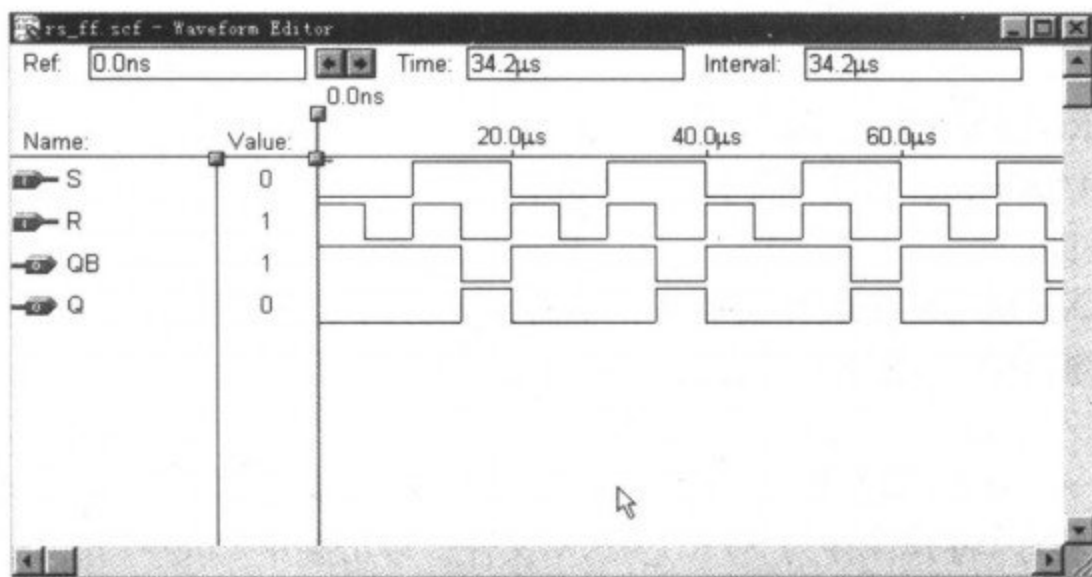 rs_ff.scf - Waveform Editor
Ref: 0.0ns Time: 34.2μs Interval: 34.2μs
0.0ns
Name: Value: 20.0μs 40.0μs 60.0μs
S 0
R 1
QB 1
Q 0